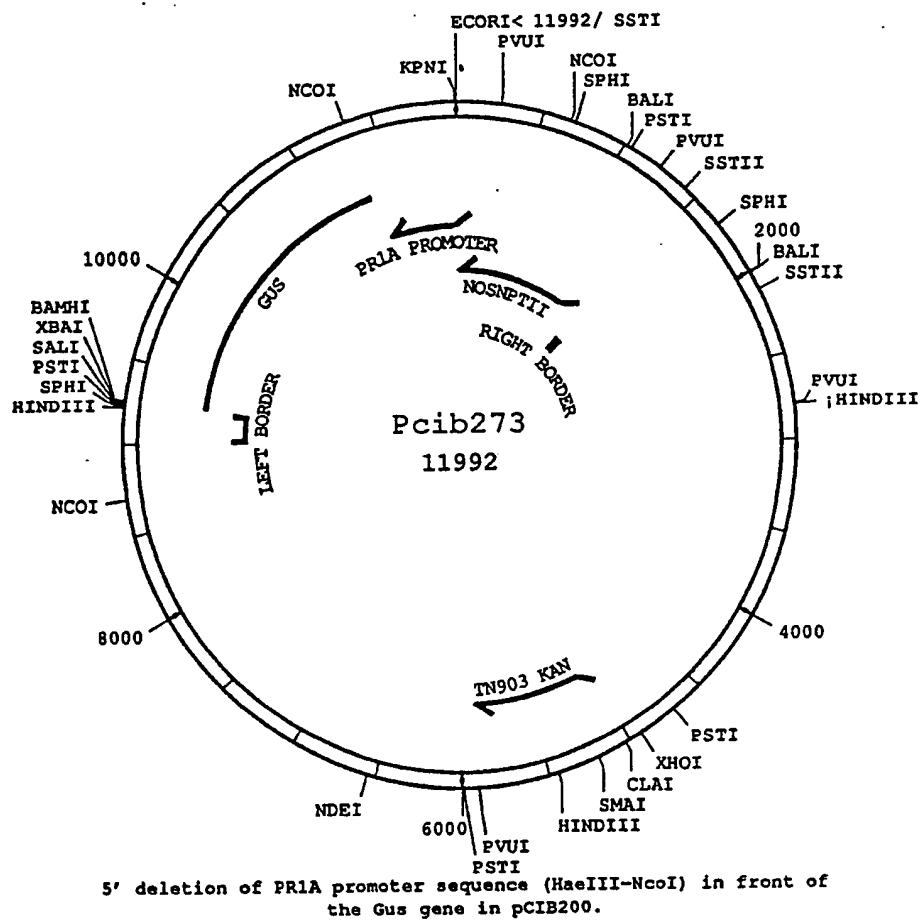 ECORI< 11992/ SSTI
PVUI
KPNI
NCOI
SPHI
NCOI
BALI
PSTI
PVUI
SSTII
SPHI
2000
BALI
SSTII
PR1A PROMOTER
NOSNPTII
10000
GUS
RIGHT BORDER
BAMHI
XBAI
SALI
PSTI
SPHI
HINDIII
LEFT BORDER
PVUI
¡HINDIII
Pcib273
11992
NCOI
8000
4000
TN903 KAN
PSTI
XHOI
CLAI
SMAI
HINDIII
NDEI
6000
PVUI
PSTI
5' deletion of PR1A promoter sequence (HaeIII-NcoI) in front of
the Gus gene in pCIB200.